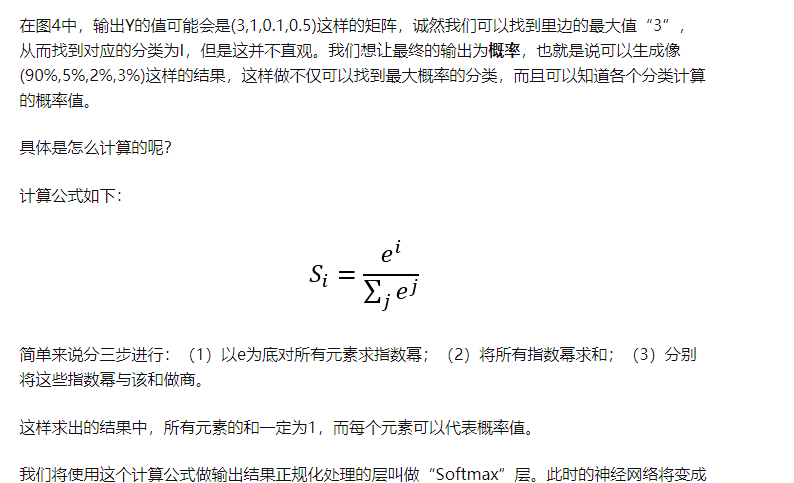 在图4中，输出Y的值可能会是(3,1,0.1,0.5)这样的矩阵，诚然我们可以找到里边的最大值“3”，
从而找到对应的分类为I，但是这并不直观。我们想让最终的输出为概率，也就是说可以生成像
(90%,5%,2%,3%)这样的结果，这样做不仅可以找到最大概率的分类，而且可以知道各个分类计算
的概率值。
具体是怎么计算的呢？
计算公式如下：
S_i = e^i / ∑_j e^j
简单来说分三步进行：（1）以e为底对所有元素求指数幂；（2）将所有指数幂求和；（3）分别
将这些指数幂与该和做商。
这样求出的结果中，所有元素的和一定为1，而每个元素可以代表概率值。
我们将使用这个计算公式做输出结果正规化处理的层叫做“Softmax”层。此时的神经网络将变成